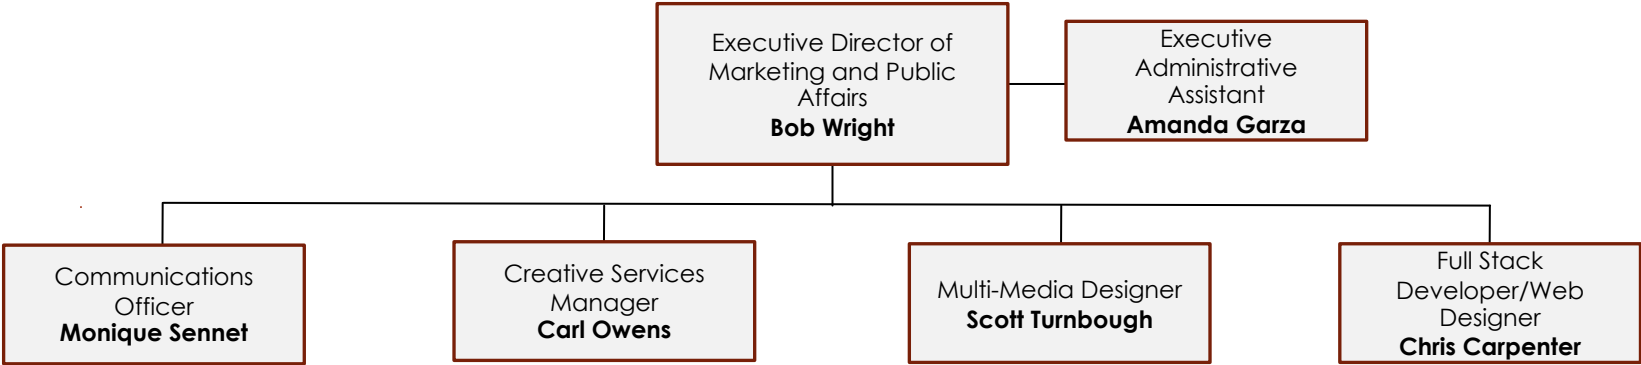 Executive Director of
Marketing and Public
Affairs
Bob Wright
Executive
Administrative
Assistant
Amanda Garza
Communications
Officer
Monique Sennet
Creative Services
Manager
Carl Owens
Multi-Media Designer
Scott Turnbough
Full Stack
Developer/Web
Designer
Chris Carpenter